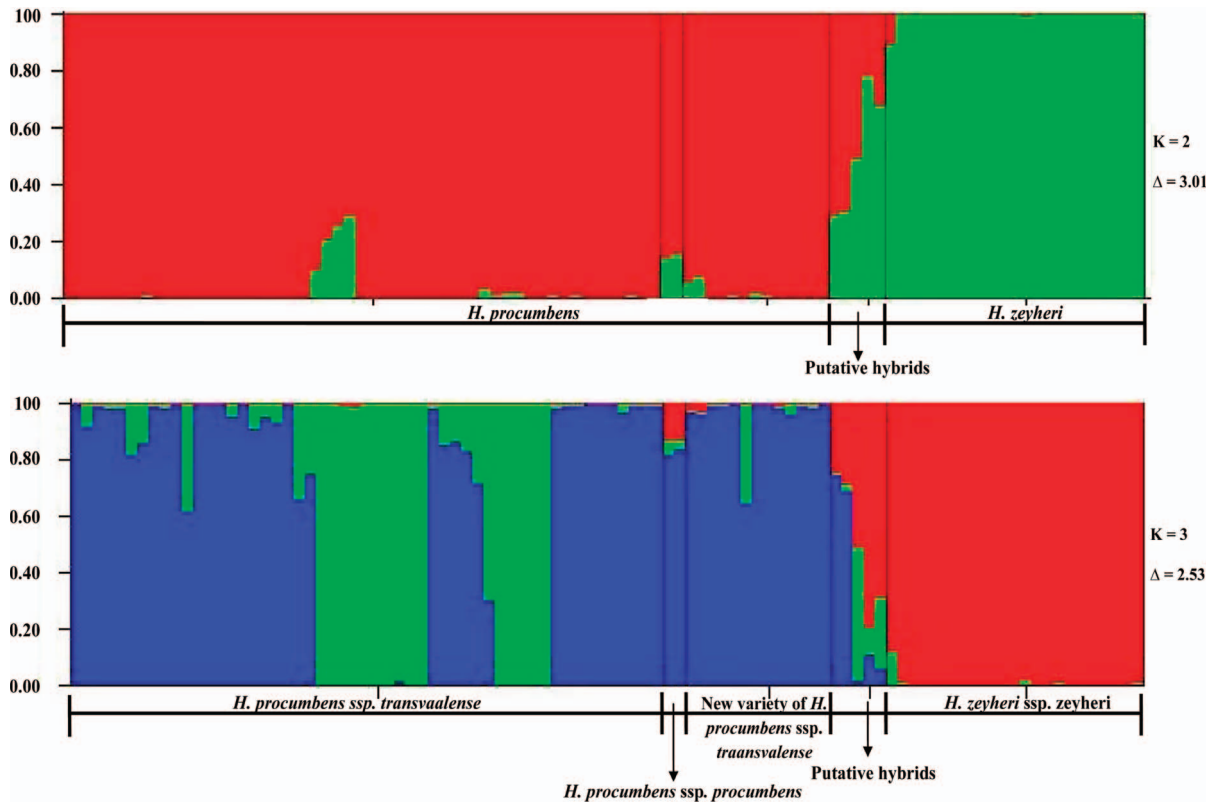 100
0.80
0.60
0.40
0.20
0.00
K = 2
Δ = 3.01
H. procumbens
H. zeyheri
Putative hybrids
100
0.80
0.60
0.40
0.20
0.00
K = 3
Δ = 2.53
H. procumbens ssp. transvaalense
New variety of H.
procumbens ssp.
traansvalense
H. zeyheri ssp. zeyheri
Putative hybrids
H. procumbens ssp. procumbens